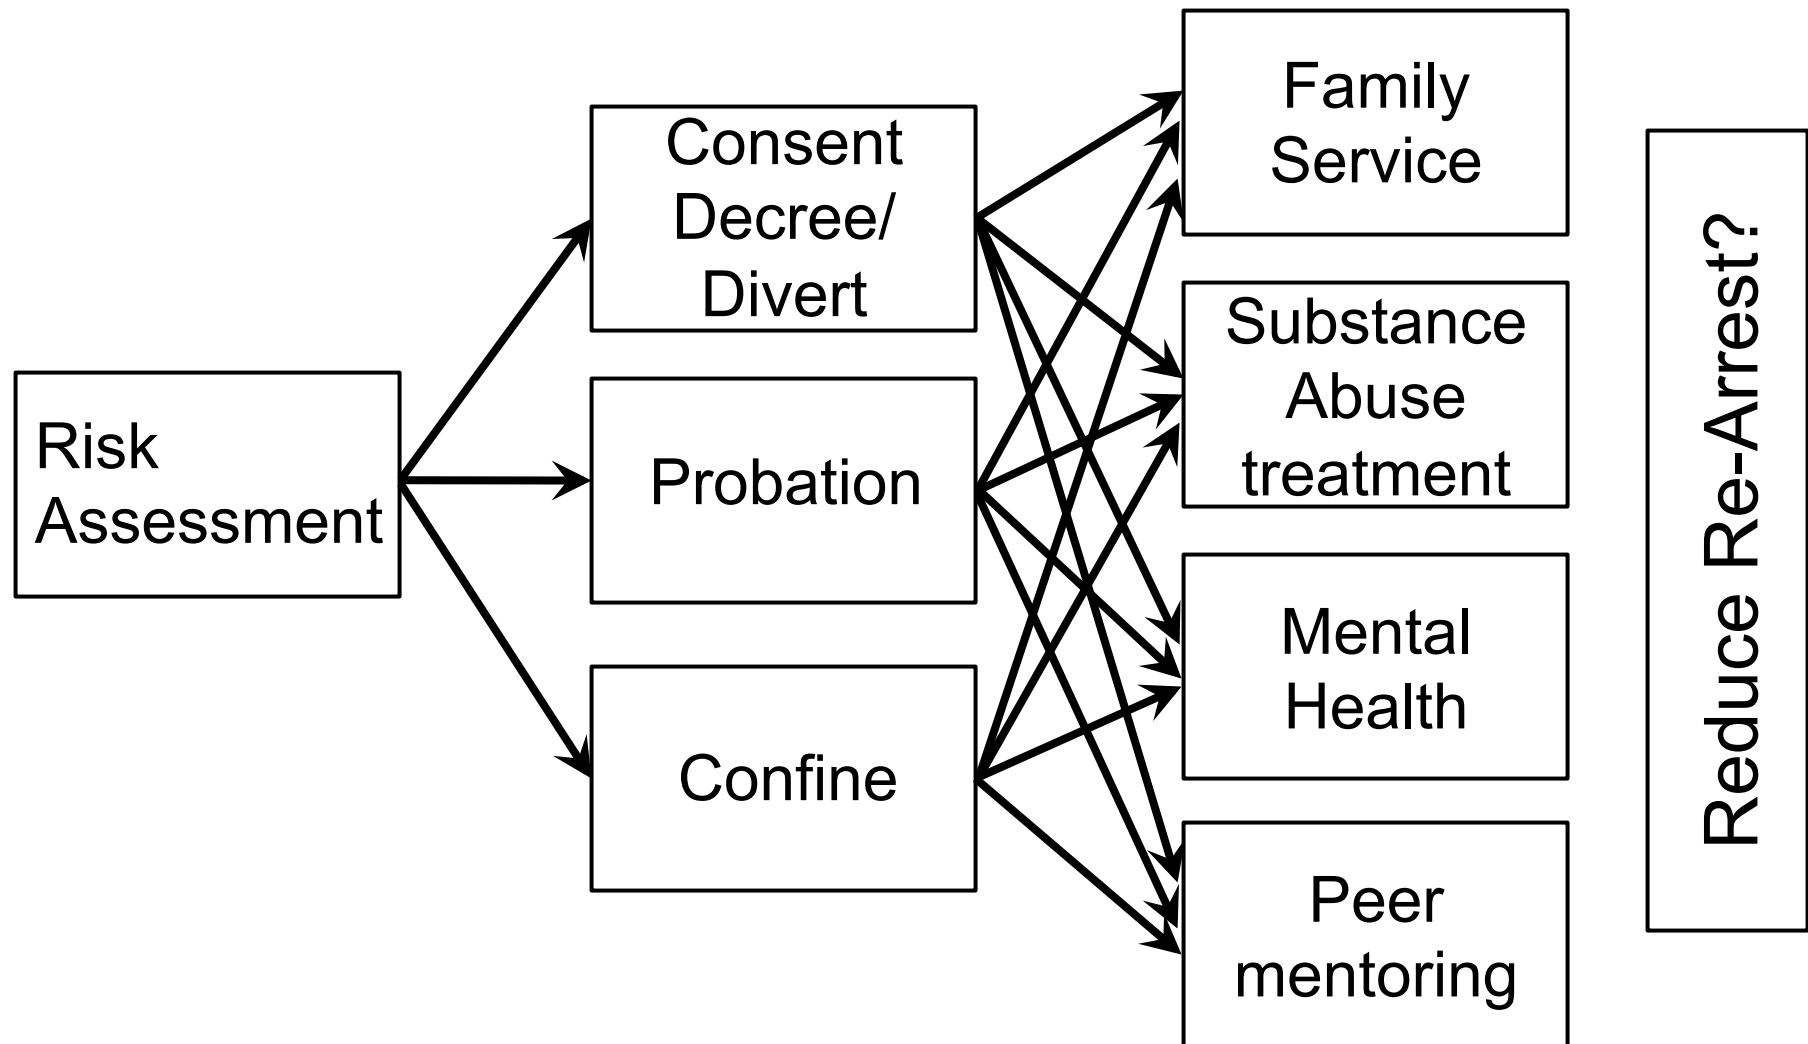 Risk
Assessment
Consent
Decree/
Divert
Probation
Confine
Family
Service
Substance
Abuse
treatment
Mental
Health
Peer
mentoring
Reduce Re-Arrest?